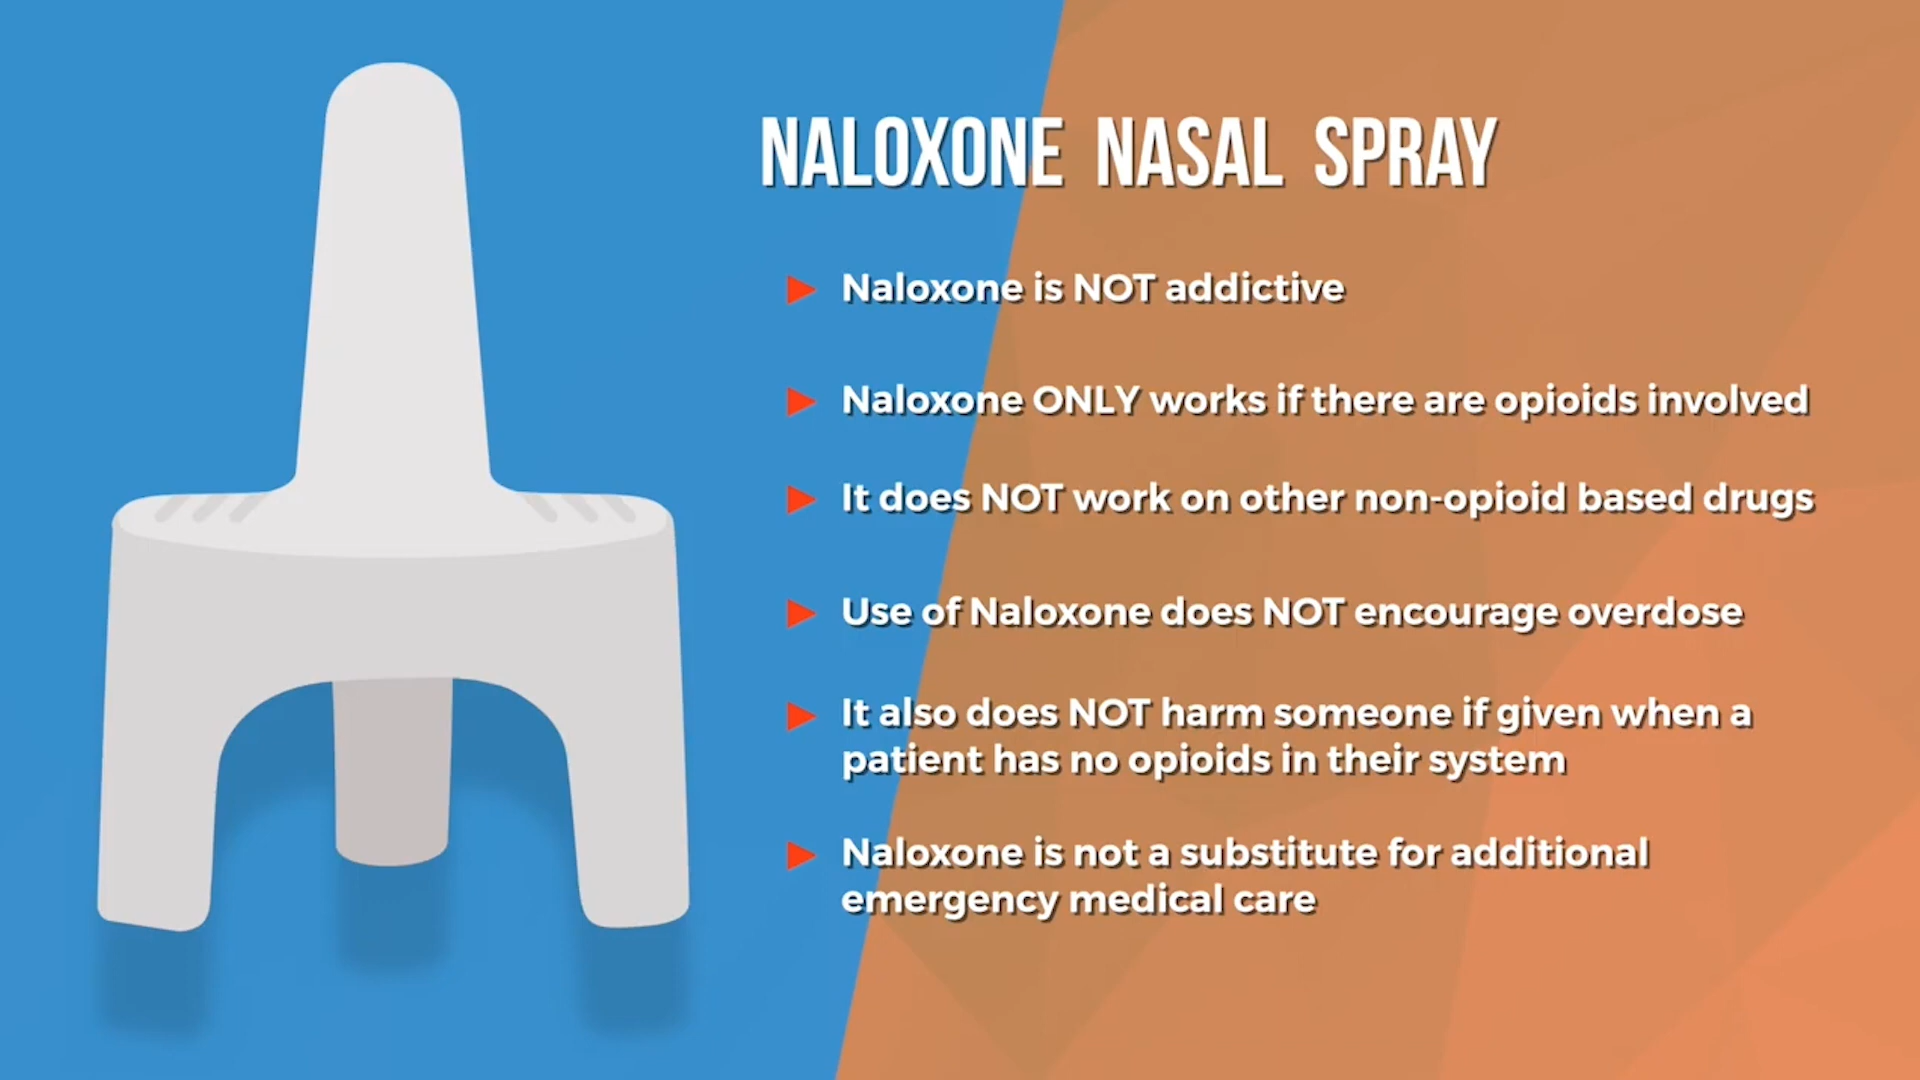 NALOXONE NASAL SPRAY
Naloxone is NOT addictive
Naloxone ONLY works if there are opioids involved
It does NOT work on other non-opioid based drugs
Use of Naloxone does NOT encourage overdose
It also does NOT harm someone if given when a
patient has no opioids in their system
Naloxone is not a substitute for additional
emergency medical care